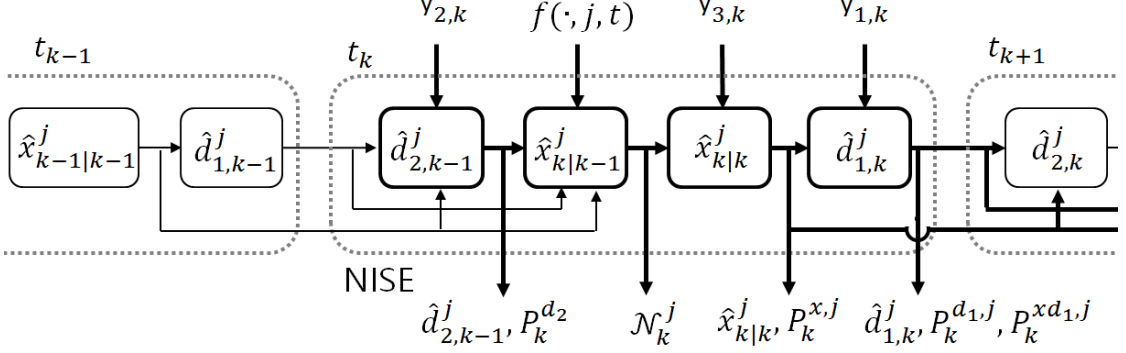 y_{2,k} f(·, j, t) y_{3,k} y_{1,k}
t_{k−1} t_k t_{k+1}
x̂^j_{k−1|k−1} d̂^j_{1,k−1} d̂^j_{2,k−1} x̂^j_{k|k−1} x̂^j_{k|k} d̂^j_{1,k} d̂^j_{2,k}
NISE
d̂^j_{2,k−1}, P^{d_2}_k 𝒩^j_k x̂^j_{k|k}, P^{x,j}_k d̂^j_{1,k}, P^{d_1,j}_k, P^{xd_1,j}_k